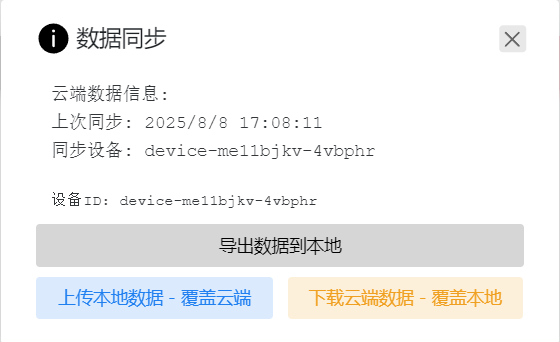 数据同步
云端数据信息:
上次同步: 2025/8/8 17:08:11
同步设备: device-me11bjkv-4vbphr
设备ID: device-me11bjkv-4vbphr
导出数据到本地
上传本地数据 - 覆盖云端
下载云端数据 - 覆盖本地